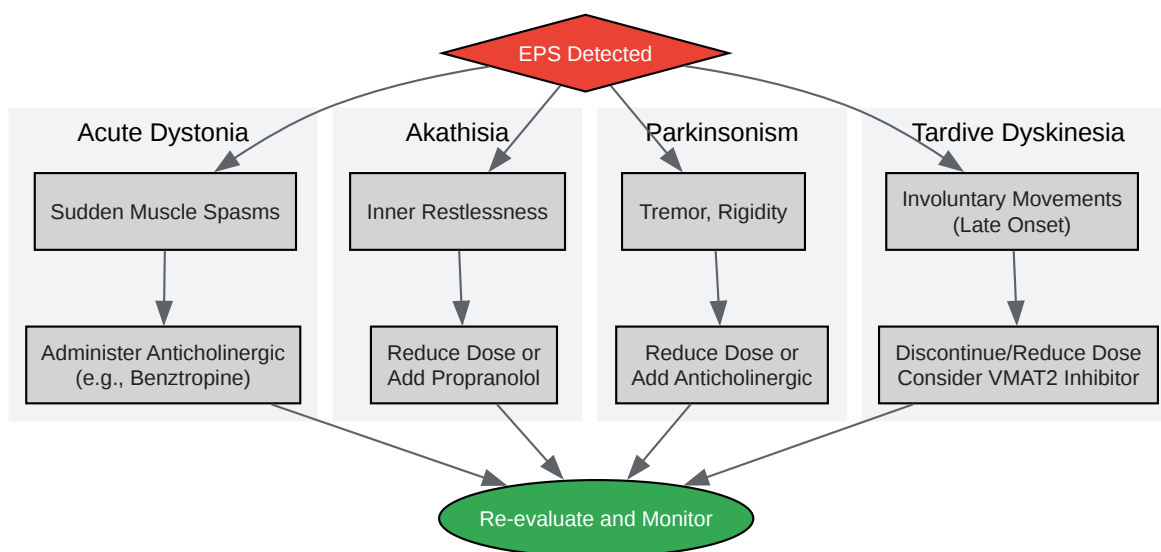 EPS Detected
Acute Dystonia
Akathisia
Parkinsonism
Tardive Dyskinesia
Sudden Muscle Spasms
Inner Restlessness
Tremor, Rigidity
Involuntary Movements
(Late Onset)
Administer Anticholinergic
(e.g., Benztropine)
Reduce Dose or
Add Propranolol
Reduce Dose or
Add Anticholinergic
Discontinue/Reduce Dose
Consider VMAT2 Inhibitor
Re-evaluate and Monitor